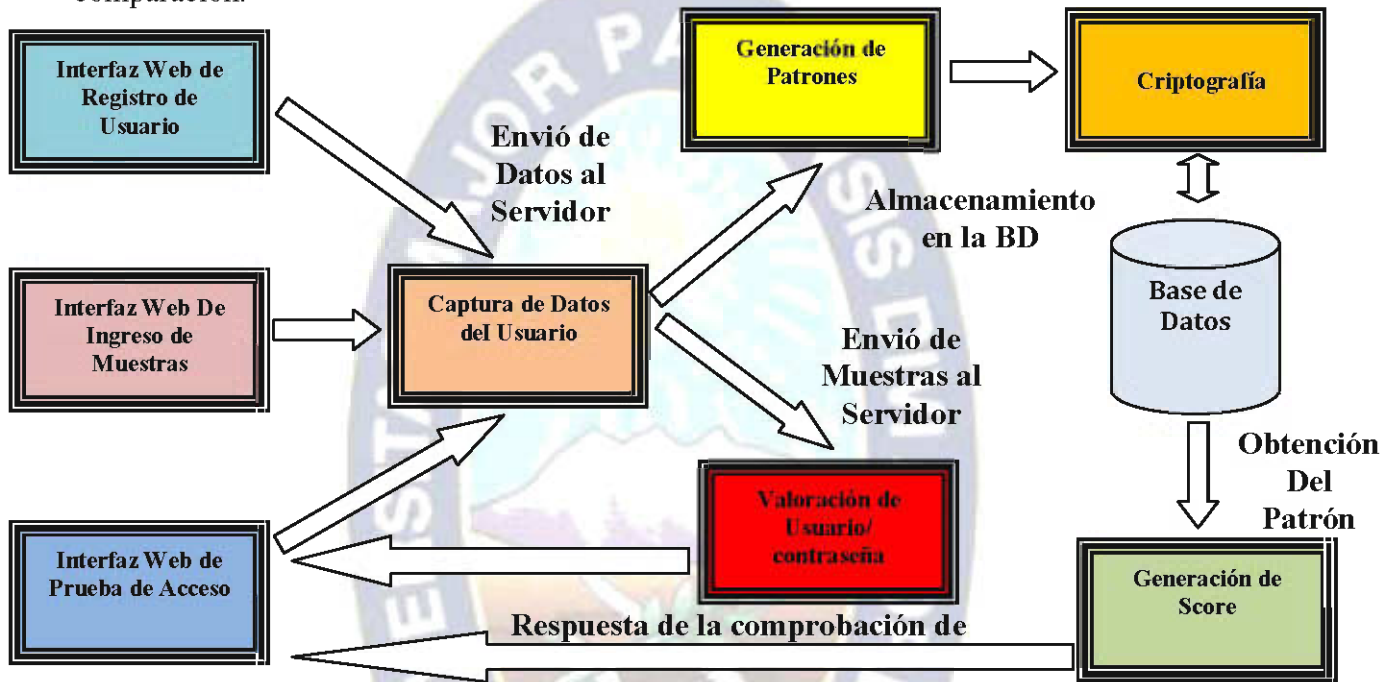 comparación.
Interfaz Web de
Registro de
Usuario
Envió de
Datos al
Servidor
Generación de
Patrones
Criptografía
Almacenamiento
en la BD
Interfaz Web De
Ingreso de
Muestras
Captura de Datos
del Usuario
Base de
Datos
Envió de
Muestras al
Servidor
Obtención
Del
Patrón
Valoración de
Usuario/
contraseña
Interfaz Web de
Prueba de Acceso
Generación de
Score
Respuesta de la comprobación de